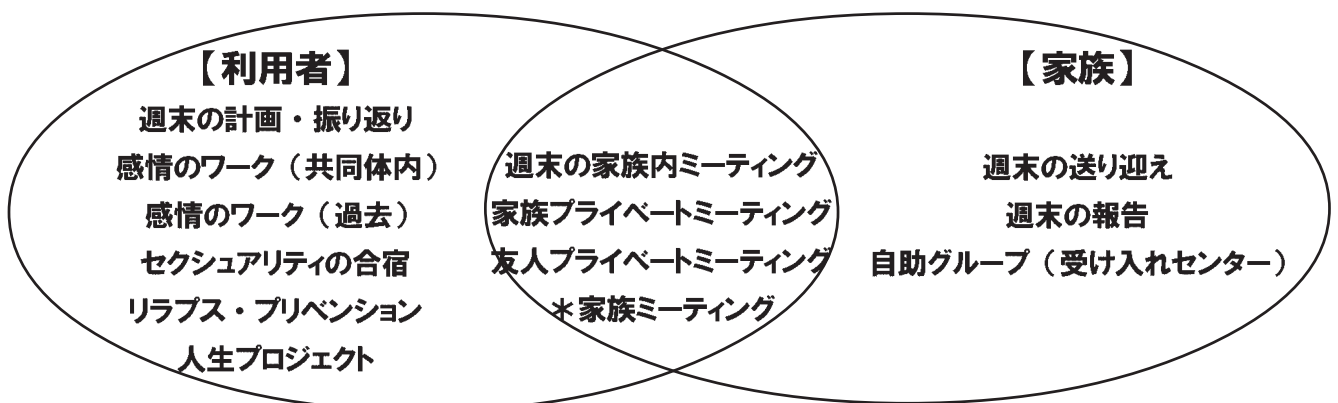 【利用者】
週末の計画・振り返り
感情のワーク（共同体内）
感情のワーク（過去）
セクシュアリティの合宿
リラプス・プリベンション
人生プロジェクト
週末の家族内ミーティング
家族プライベートミーティング
友人プライベートミーティング
＊家族ミーティング
【家族】
週末の送り迎え
週末の報告
自助グループ（受け入れセンター）